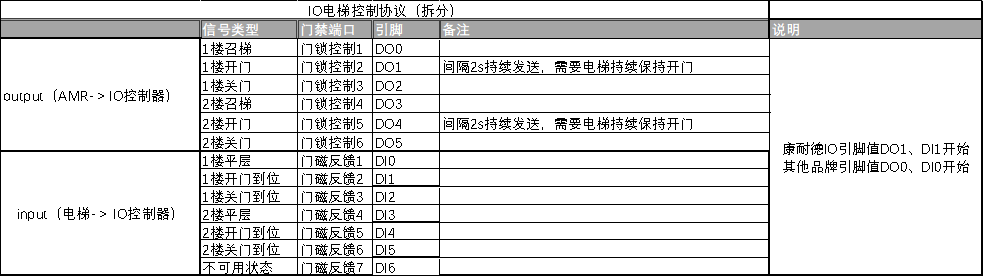 IO电梯控制协议（拆分）
信号类型 门禁端口 引脚 备注 说明
output（AMR-> IO控制器）
1楼召梯 门锁控制1 DO0
1楼开门 门锁控制2 DO1 间隔2s持续发送，需要电梯持续保持开门
1楼关门 门锁控制3 DO2
2楼召梯 门锁控制4 DO3
2楼开门 门锁控制5 DO4 间隔2s持续发送，需要电梯持续保持开门
2楼关门 门锁控制6 DO5
input（电梯-> IO控制器）
1楼平层 门磁反馈1 DI0
1楼开门到位 门磁反馈2 DI1
1楼关门到位 门磁反馈3 DI2
2楼平层 门磁反馈4 DI3
2楼开门到位 门磁反馈5 DI4
2楼关门到位 门磁反馈6 DI5
不可用状态 门磁反馈7 DI6
康耐德IO引脚值DO1、DI1开始
其他品牌引脚值DO0、DI0开始